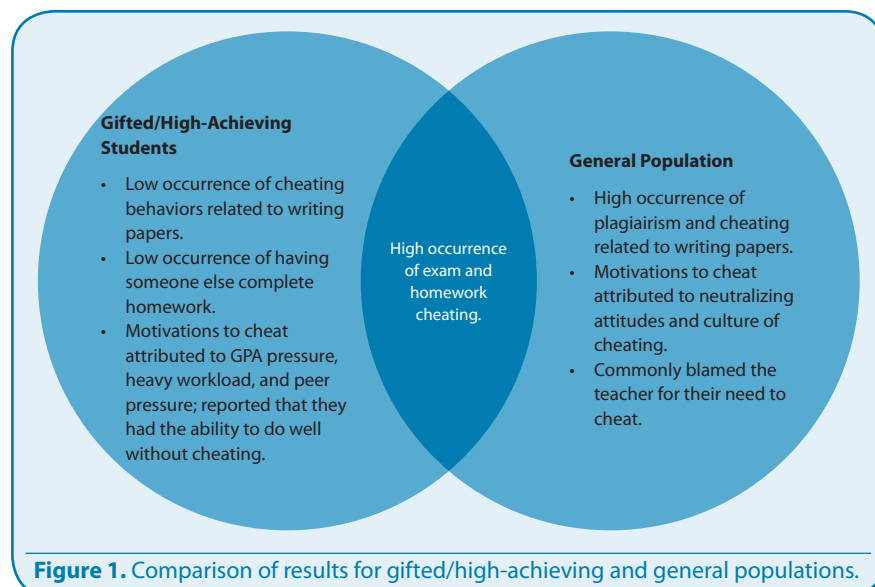 Gifted/High-Achieving
Students
• Low occurrence of cheating
behaviors related to writing
papers.
• Low occurrence of having
someone else complete
homework.
• Motivations to cheat
attributed to GPA pressure,
heavy workload, and peer
pressure; reported that they
had the ability to do well
without cheating.
High occurrence
of exam and
homework
cheating.
General Population
• High occurrence of
plagiairism and cheating
related to writing papers.
• Motivations to cheat
attributed to neutralizing
attitudes and culture of
cheating.
• Commonly blamed the
teacher for their need to
cheat.
Figure 1. Comparison of results for gifted/high-achieving and general populations.